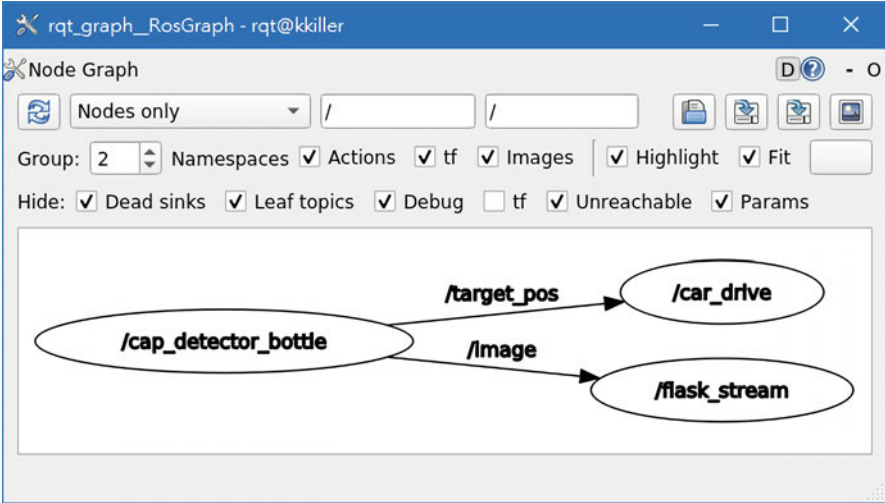 rqt_graph__RosGraph - rqt@kkiller
Node Graph D ? - O
Nodes only / /
Group: 2 Namespaces Actions tf Images Highlight Fit
Hide: Dead sinks Leaf topics Debug tf Unreachable Params
/target_pos /car_drive
/cap_detector_bottle
/image
/flask_stream